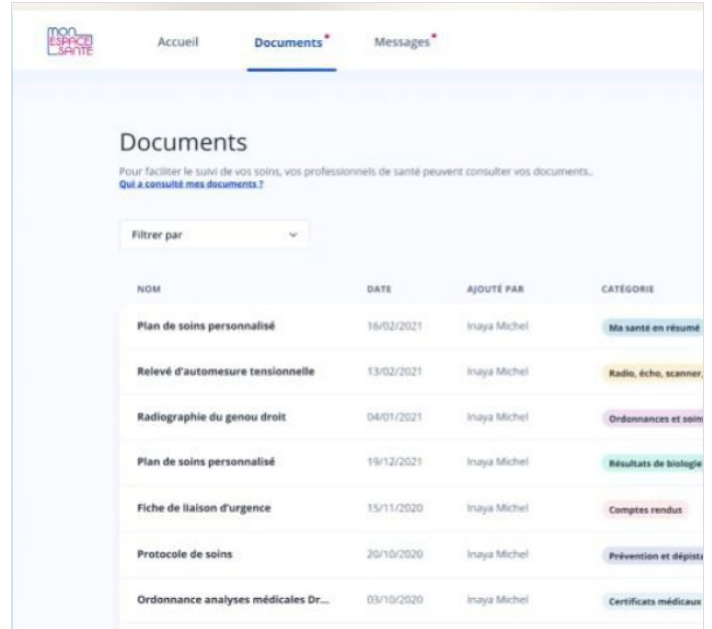 mon
ESPACE
SANTÉ
Accueil
Documents
Messages
Documents
Pour faciliter le suivi de vos soins, vos professionnels de santé peuvent consulter vos documents..
Qui a consulté mes documents ?
Filtrer par
NOM DATE AJOUTÉ PAR CATÉGORIE
Plan de soins personnalisé 16/02/2021 Inaya Michel Ma santé en résumé
Relevé d'automesure tensionnelle 13/02/2021 Inaya Michel Radio, écho, scanner,
Radiographie du genou droit 04/01/2021 Inaya Michel Ordonnances et soin
Plan de soins personnalisé 19/12/2021 Inaya Michel Résultats de biologie
Fiche de liaison d'urgence 15/11/2020 Inaya Michel Comptes rendus
Protocole de soins 20/10/2020 Inaya Michel Prévention et dépista
Ordonnance analyses médicales Dr... 03/10/2020 Inaya Michel Certificats médicaux